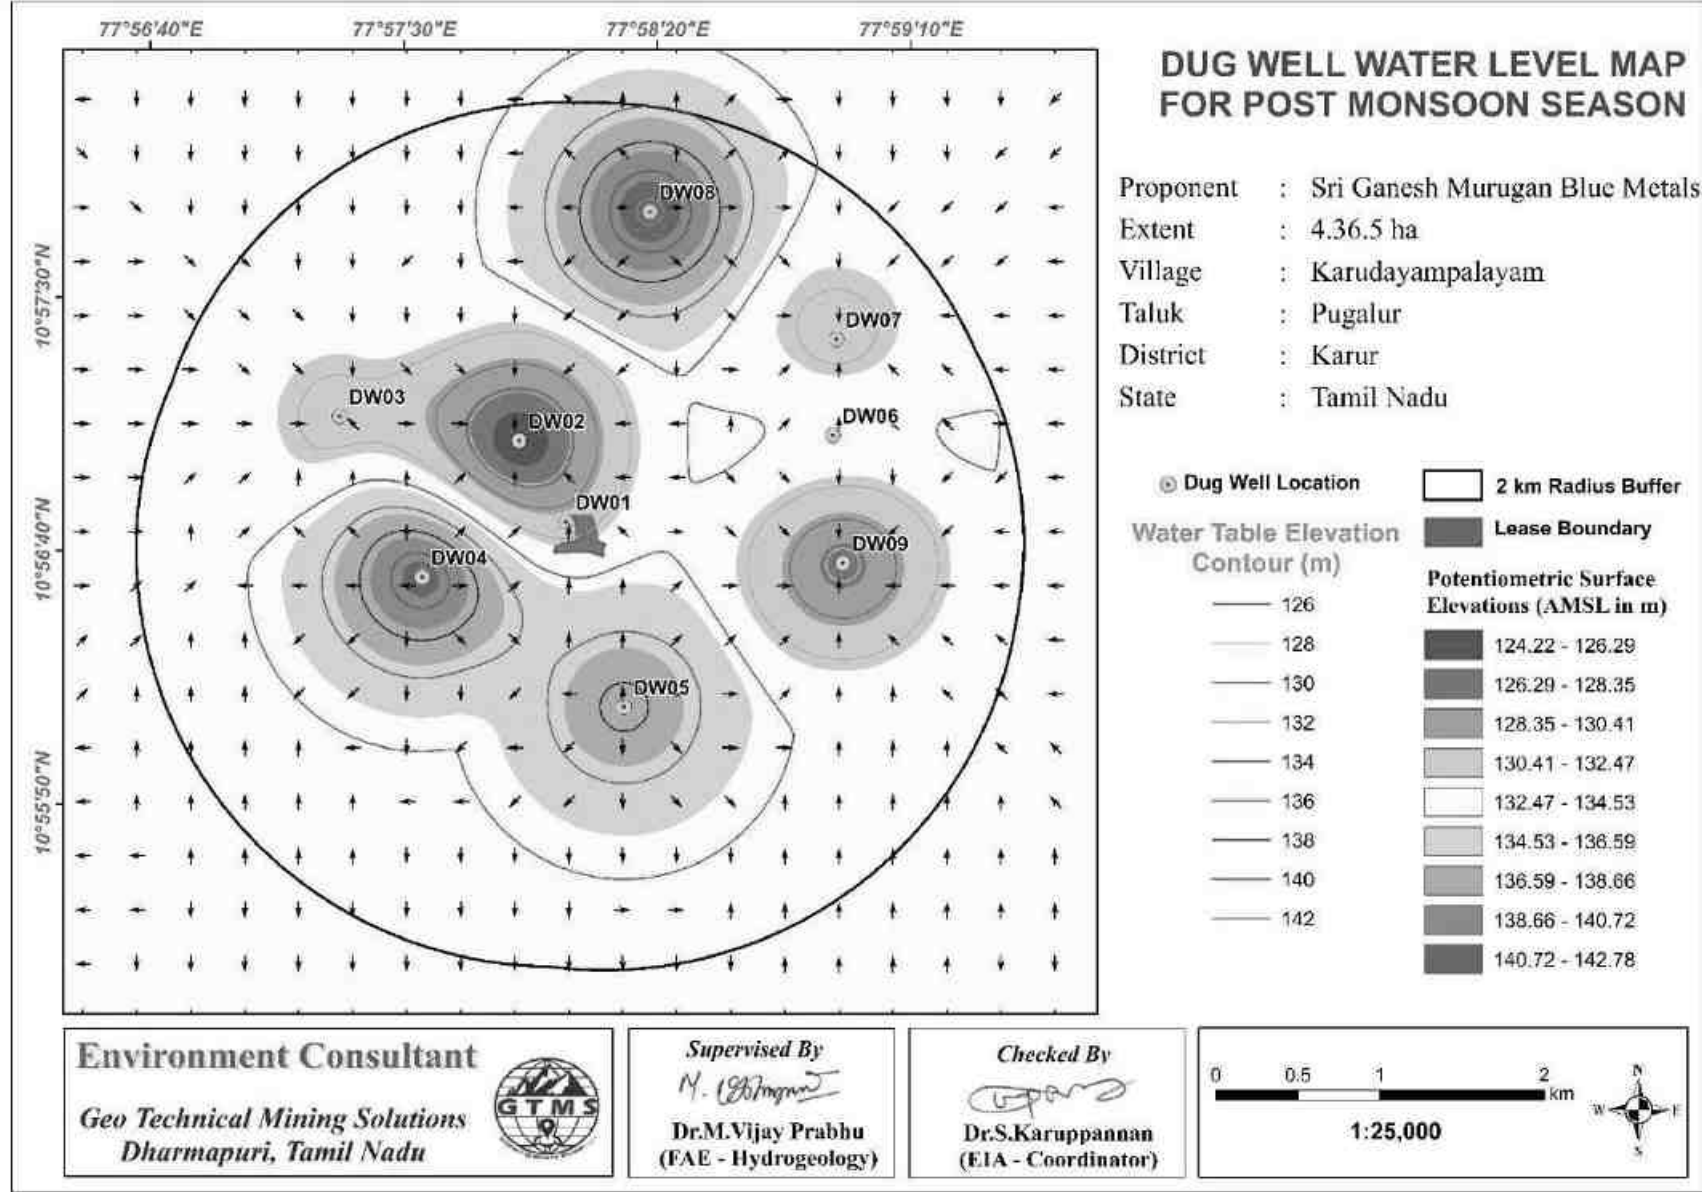 77°56'40"E 77°57'30"E 77°58'20"E 77°59'10"E
10°57'30"N
10°56'40"N
10°55'50"N
DW08
DW07
DW03
DW06
DW02
DW01
DW09
DW04
DW05
DUG WELL WATER LEVEL MAP
FOR POST MONSOON SEASON
Proponent : Sri Ganesh Murugan Blue Metals
Extent : 4.36.5 ha
Village : Karudayampalayam
Taluk : Pugalur
District : Karur
State : Tamil Nadu
Dug Well Location
Water Table Elevation
Contour (m)
126
128
130
132
134
136
138
140
142
2 km Radius Buffer
Lease Boundary
Potentiometric Surface
Elevations (AMSL in m)
124.22 - 126.29
126.29 - 128.35
128.35 - 130.41
130.41 - 132.47
132.47 - 134.53
134.53 - 136.59
136.59 - 138.66
138.66 - 140.72
140.72 - 142.78
Environment Consultant
Geo Technical Mining Solutions
Dharmapuri, Tamil Nadu
GTMS
Supervised By
Dr.M.Vijay Prabhu
(FAE - Hydrogeology)
Checked By
Dr.S.Karuppannan
(EIA - Coordinator)
0 0.5 1 2
km
1:25,000
N
W E
S